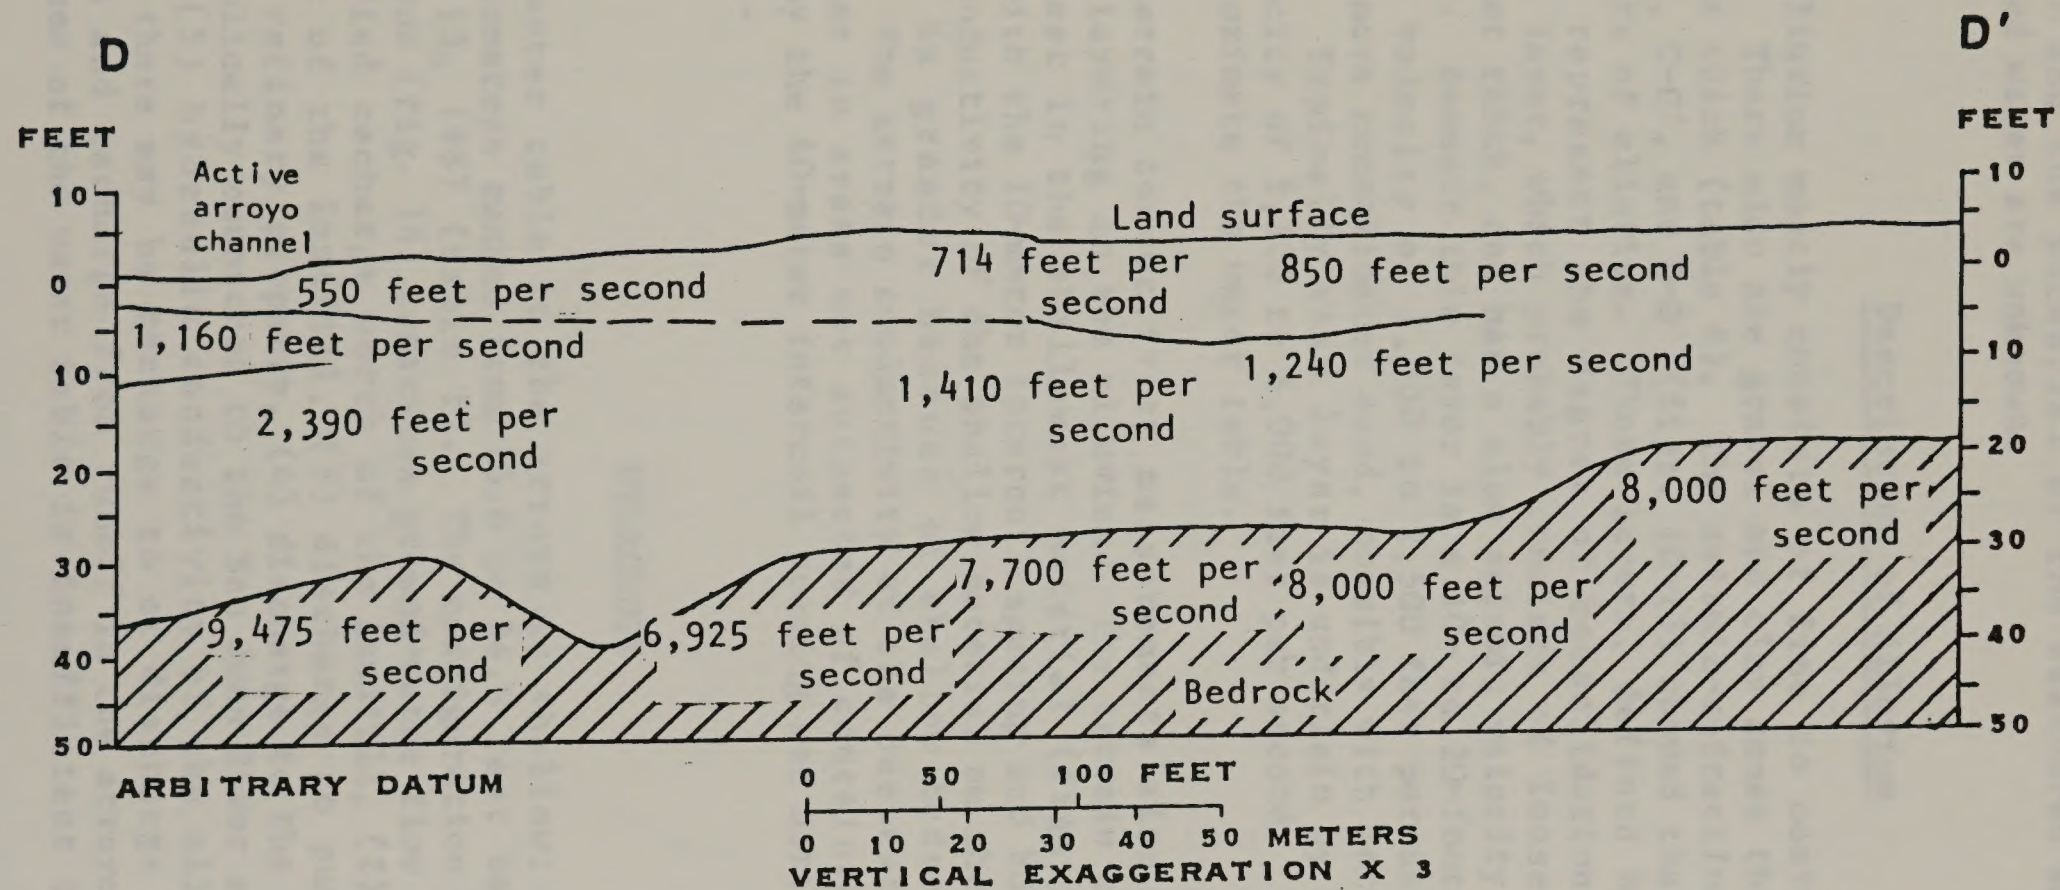 D
D'
FEET
FEET
Active
arroyo
channel
10
0
10
20
30
40
50
10
0
10
20
30
40
50
Land surface
550 feet per second
714 feet per
second
850 feet per second
1,160 feet per second
2,390 feet per
second
1,410 feet per
second
1,240 feet per second
9,475 feet per
second
6,925 feet per
second
7,700 feet per
second
8,000 feet per
second
8,000 feet per
second
Bedrock
ARBITRARY DATUM
0 50 100 FEET
0 10 20 30 40 50 METERS
VERTICAL EXAGGERATION X 3